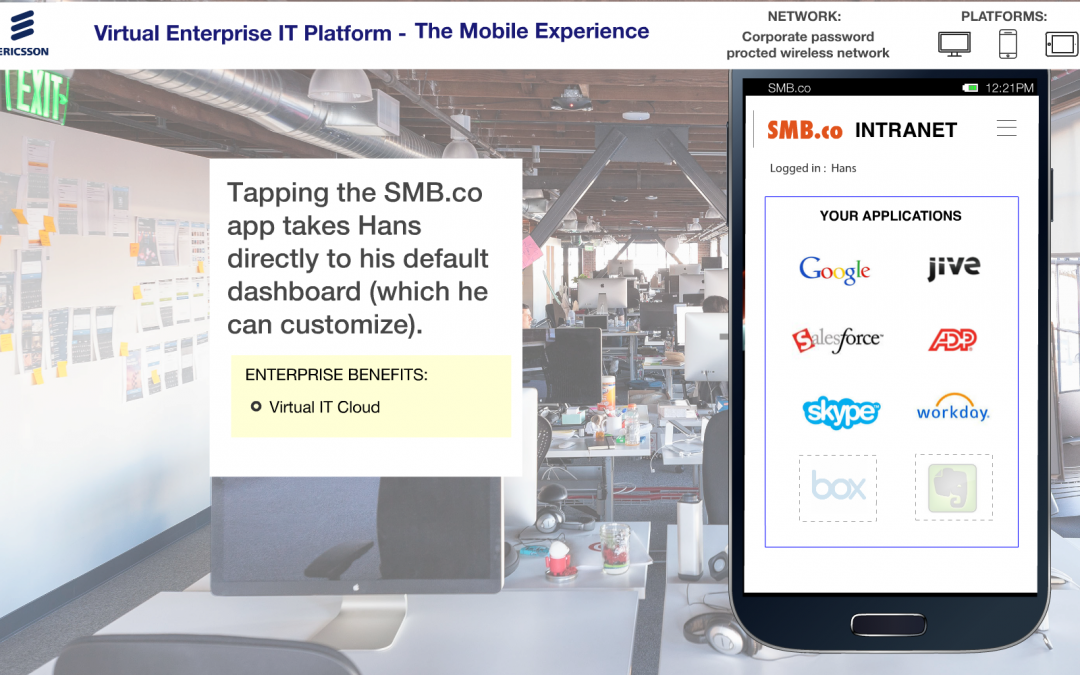 ERICSSON
Virtual Enterprise IT Platform - The Mobile Experience
NETWORK:
Corporate password
procted wireless network
PLATFORMS:
EXIT
Tapping the SMB.co
app takes Hans
directly to his default
dashboard (which he
can customize).
ENTERPRISE BENEFITS:
Virtual IT Cloud
SMB.co
12:21PM
SMB.co INTRANET
Logged in : Hans
YOUR APPLICATIONS
Google
jive
salesforce
ADP
skype
workday.
box